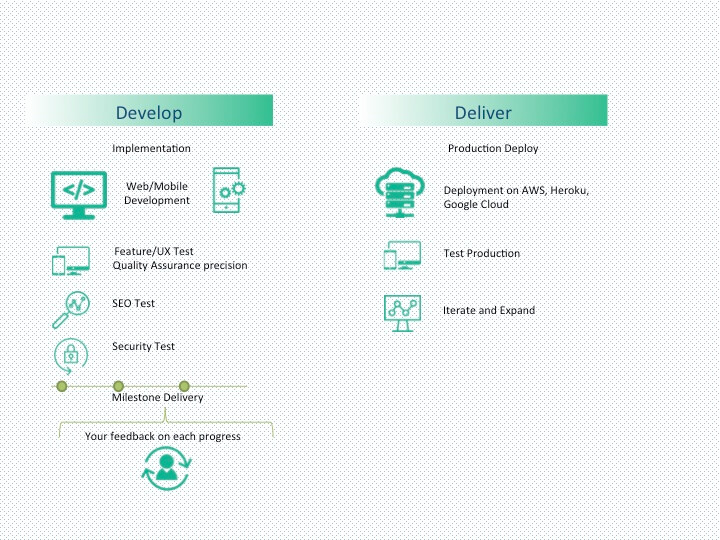 Develop
Implementation
</>
Web/Mobile
Development
Feature/UX Test
Quality Assurance precision
SEO Test
Security Test
Milestone Delivery
Your feedback on each progress
Deliver
Production Deploy
Deployment on AWS, Heroku,
Google Cloud
Test Production
Iterate and Expand